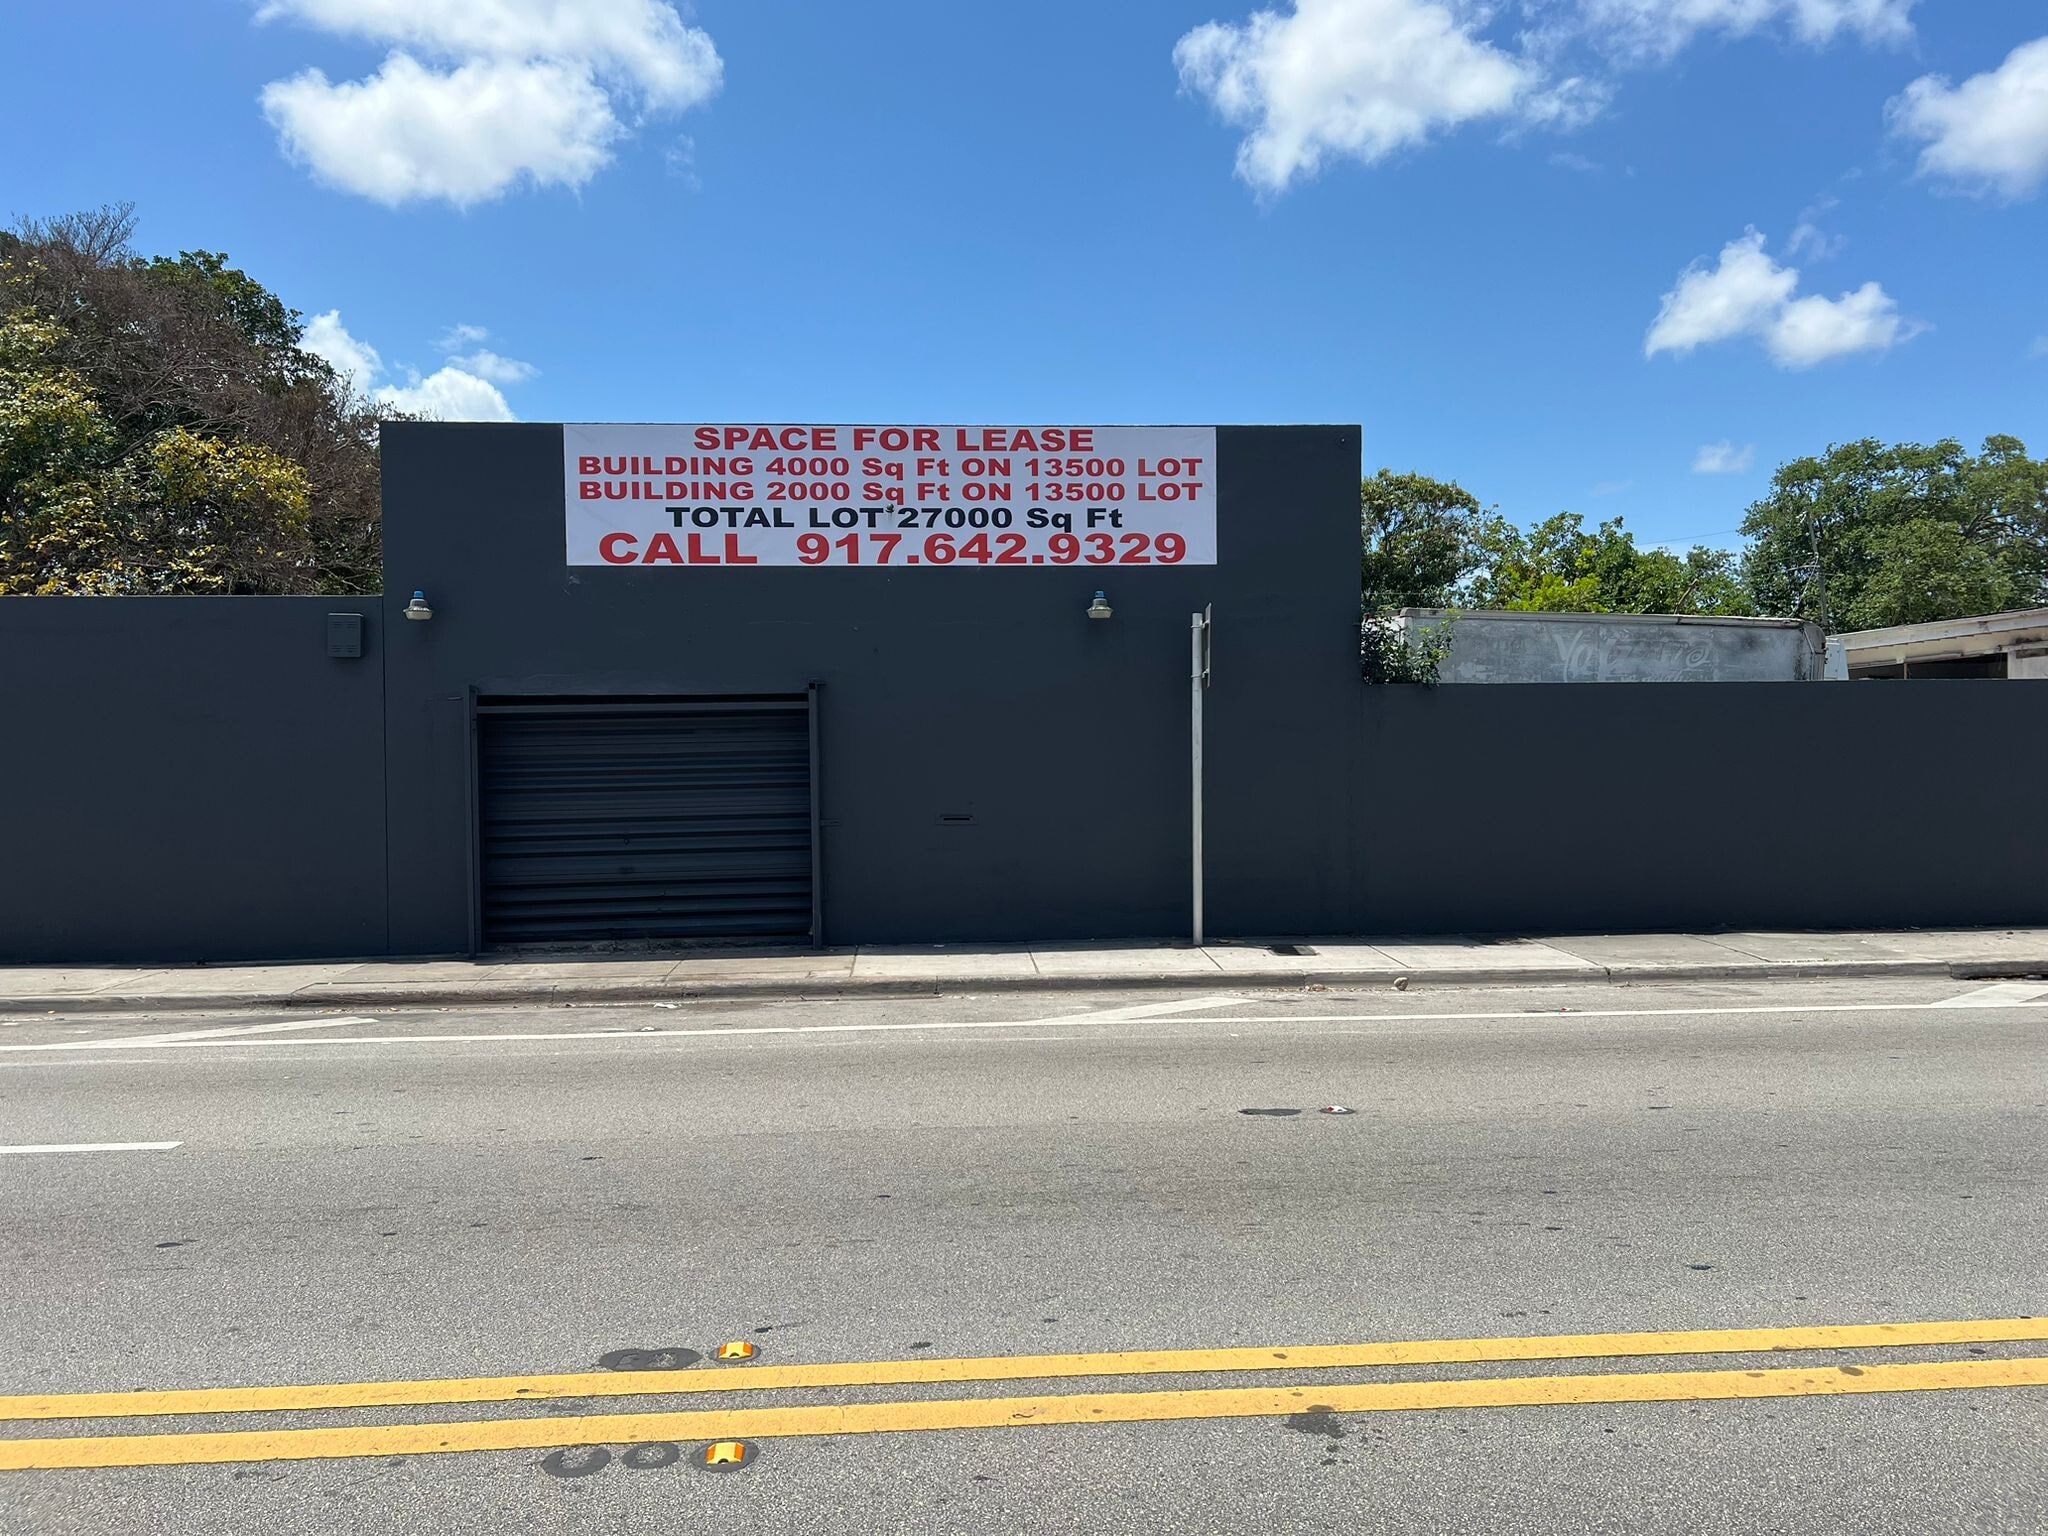 SPACE FOR LEASE
BUILDING 4000 Sq Ft ON 13500 LOT
BUILDING 2000 Sq Ft ON 13500 LOT
TOTAL LOT 27000 Sq Ft
CALL 917.642.9329